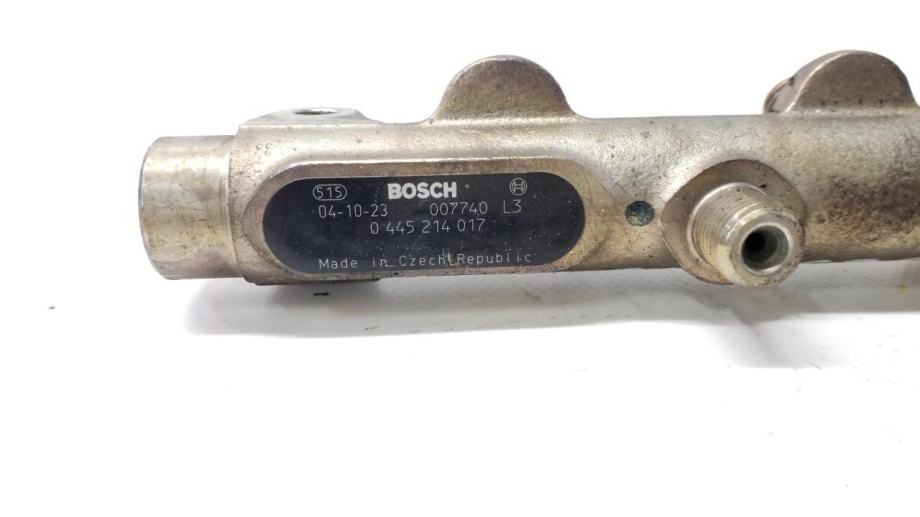 515 BOSCH
04-10-23 007740 L3
0 445 214 017
Made in Czech Republic